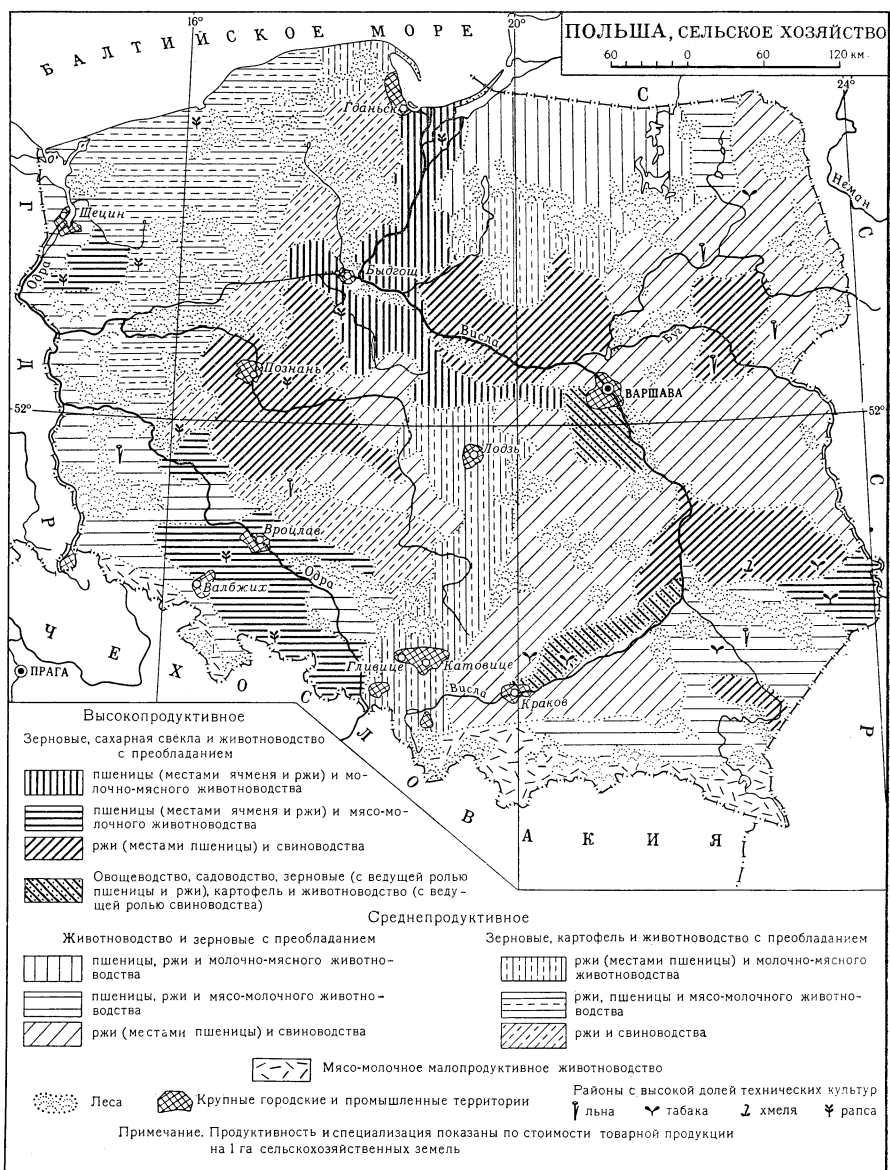 ПОЛЬША, СЕЛЬСКОЕ ХОЗЯЙСТВО
60 0 60 120 км
16°
20°
24°
БАЛТИЙСКОЕ МОРЕ
С
Гданьск
Неман
Г
Щецин
С
Одра
Быдгощ
Д
Висла
Буг
Познань
ВАРШАВА
52°
52°
Лодзь
С
Р
Вроцлав
Одра
Валбжих
ЧЕХОСЛОВАКИЯ
ПРАГА
Гливице
Катовице
Висла
Краков
Р
Высокопродуктивное
Зерновые, сахарная свекла и животноводство
с преобладанием
пшеницы (местами ячменя и ржи) и мо-
лочно-мясного животноводства
пшеницы (местами ячменя и ржи) и мясо-мо-
лочного животноводства
ржи (местами пшеницы) и свиноводства
Овощеводство, садоводство, зерновые (с ведущей ролью
пшеницы и ржи), картофель и животноводство (с веду-
щей ролью свиноводства)
Среднепродуктивное
Животноводство и зерновые с преобладанием
пшеницы, ржи и молочно-мясного животно-
водства
пшеницы, ржи и мясо-молочного животно-
водства
ржи (местами пшеницы) и свиноводства
Зерновые, картофель и животноводство с преобладанием
ржи (местами пшеницы) и молочно-мясного
животноводства
ржи, пшеницы и мясо-молочного животно-
водства
ржи и свиноводства
Мясо-молочное малопродуктивное животноводство
Леса
Крупные городские и промышленные территории
Районы с высокой долей технических культур
льна табака хмеля рапса
Примечание. Продуктивность и специализация показаны по стоимости товарной продукции
на 1 га сельскохозяйственных земель